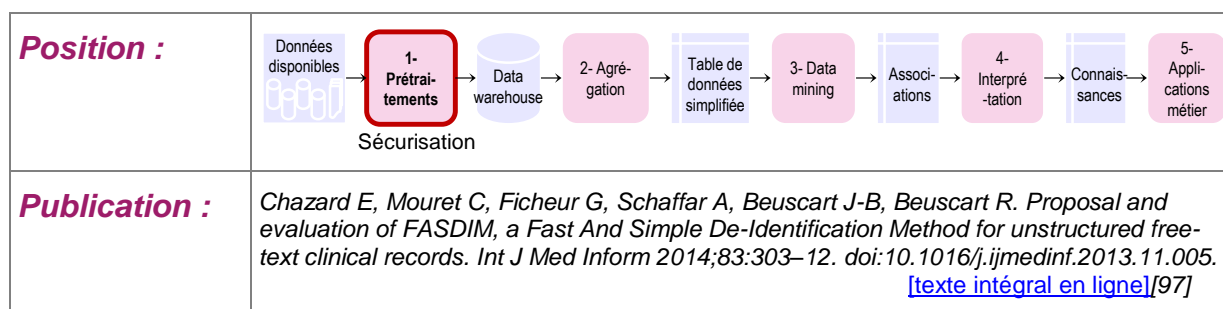 Position :
Données
disponibles
1-
Prétrai-
tements
Data
warehouse
2- Agré-
gation
Table de
données
simplifiée
3- Data
mining
Associ-
ations
4-
Interpré
-tation
Connais-
sances
5-
Appli-
cations
métier
Sécurisation
Publication :
Chazard E, Mouret C, Ficheur G, Schaffar A, Beuscart J-B, Beuscart R. Proposal and
evaluation of FASDIM, a Fast And Simple De-Identification Method for unstructured free-
text clinical records. Int J Med Inform 2014;83:303–12. doi:10.1016/j.ijmedinf.2013.11.005.
[texte intégral en ligne][97]